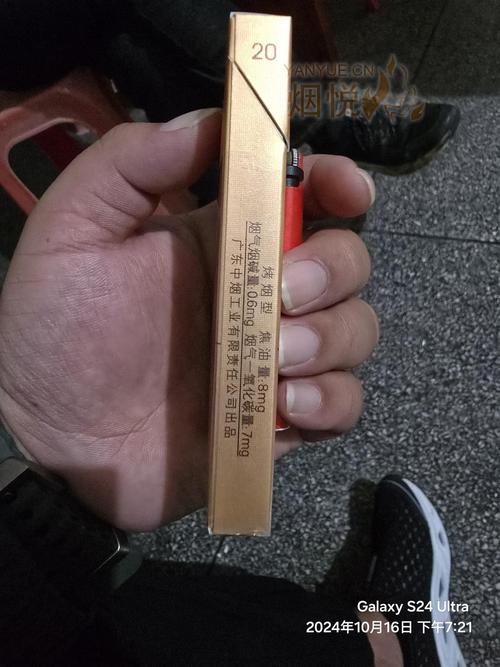 20
YANYUE.CN
烟悦
烤烟型 焦油量:8mg
烟气烟碱量:0.6mg 烟气一氧化碳量:7mg
广东中烟工业有限责任公司出品
Galaxy S24 Ultra
2024年10月16日 下午7:21